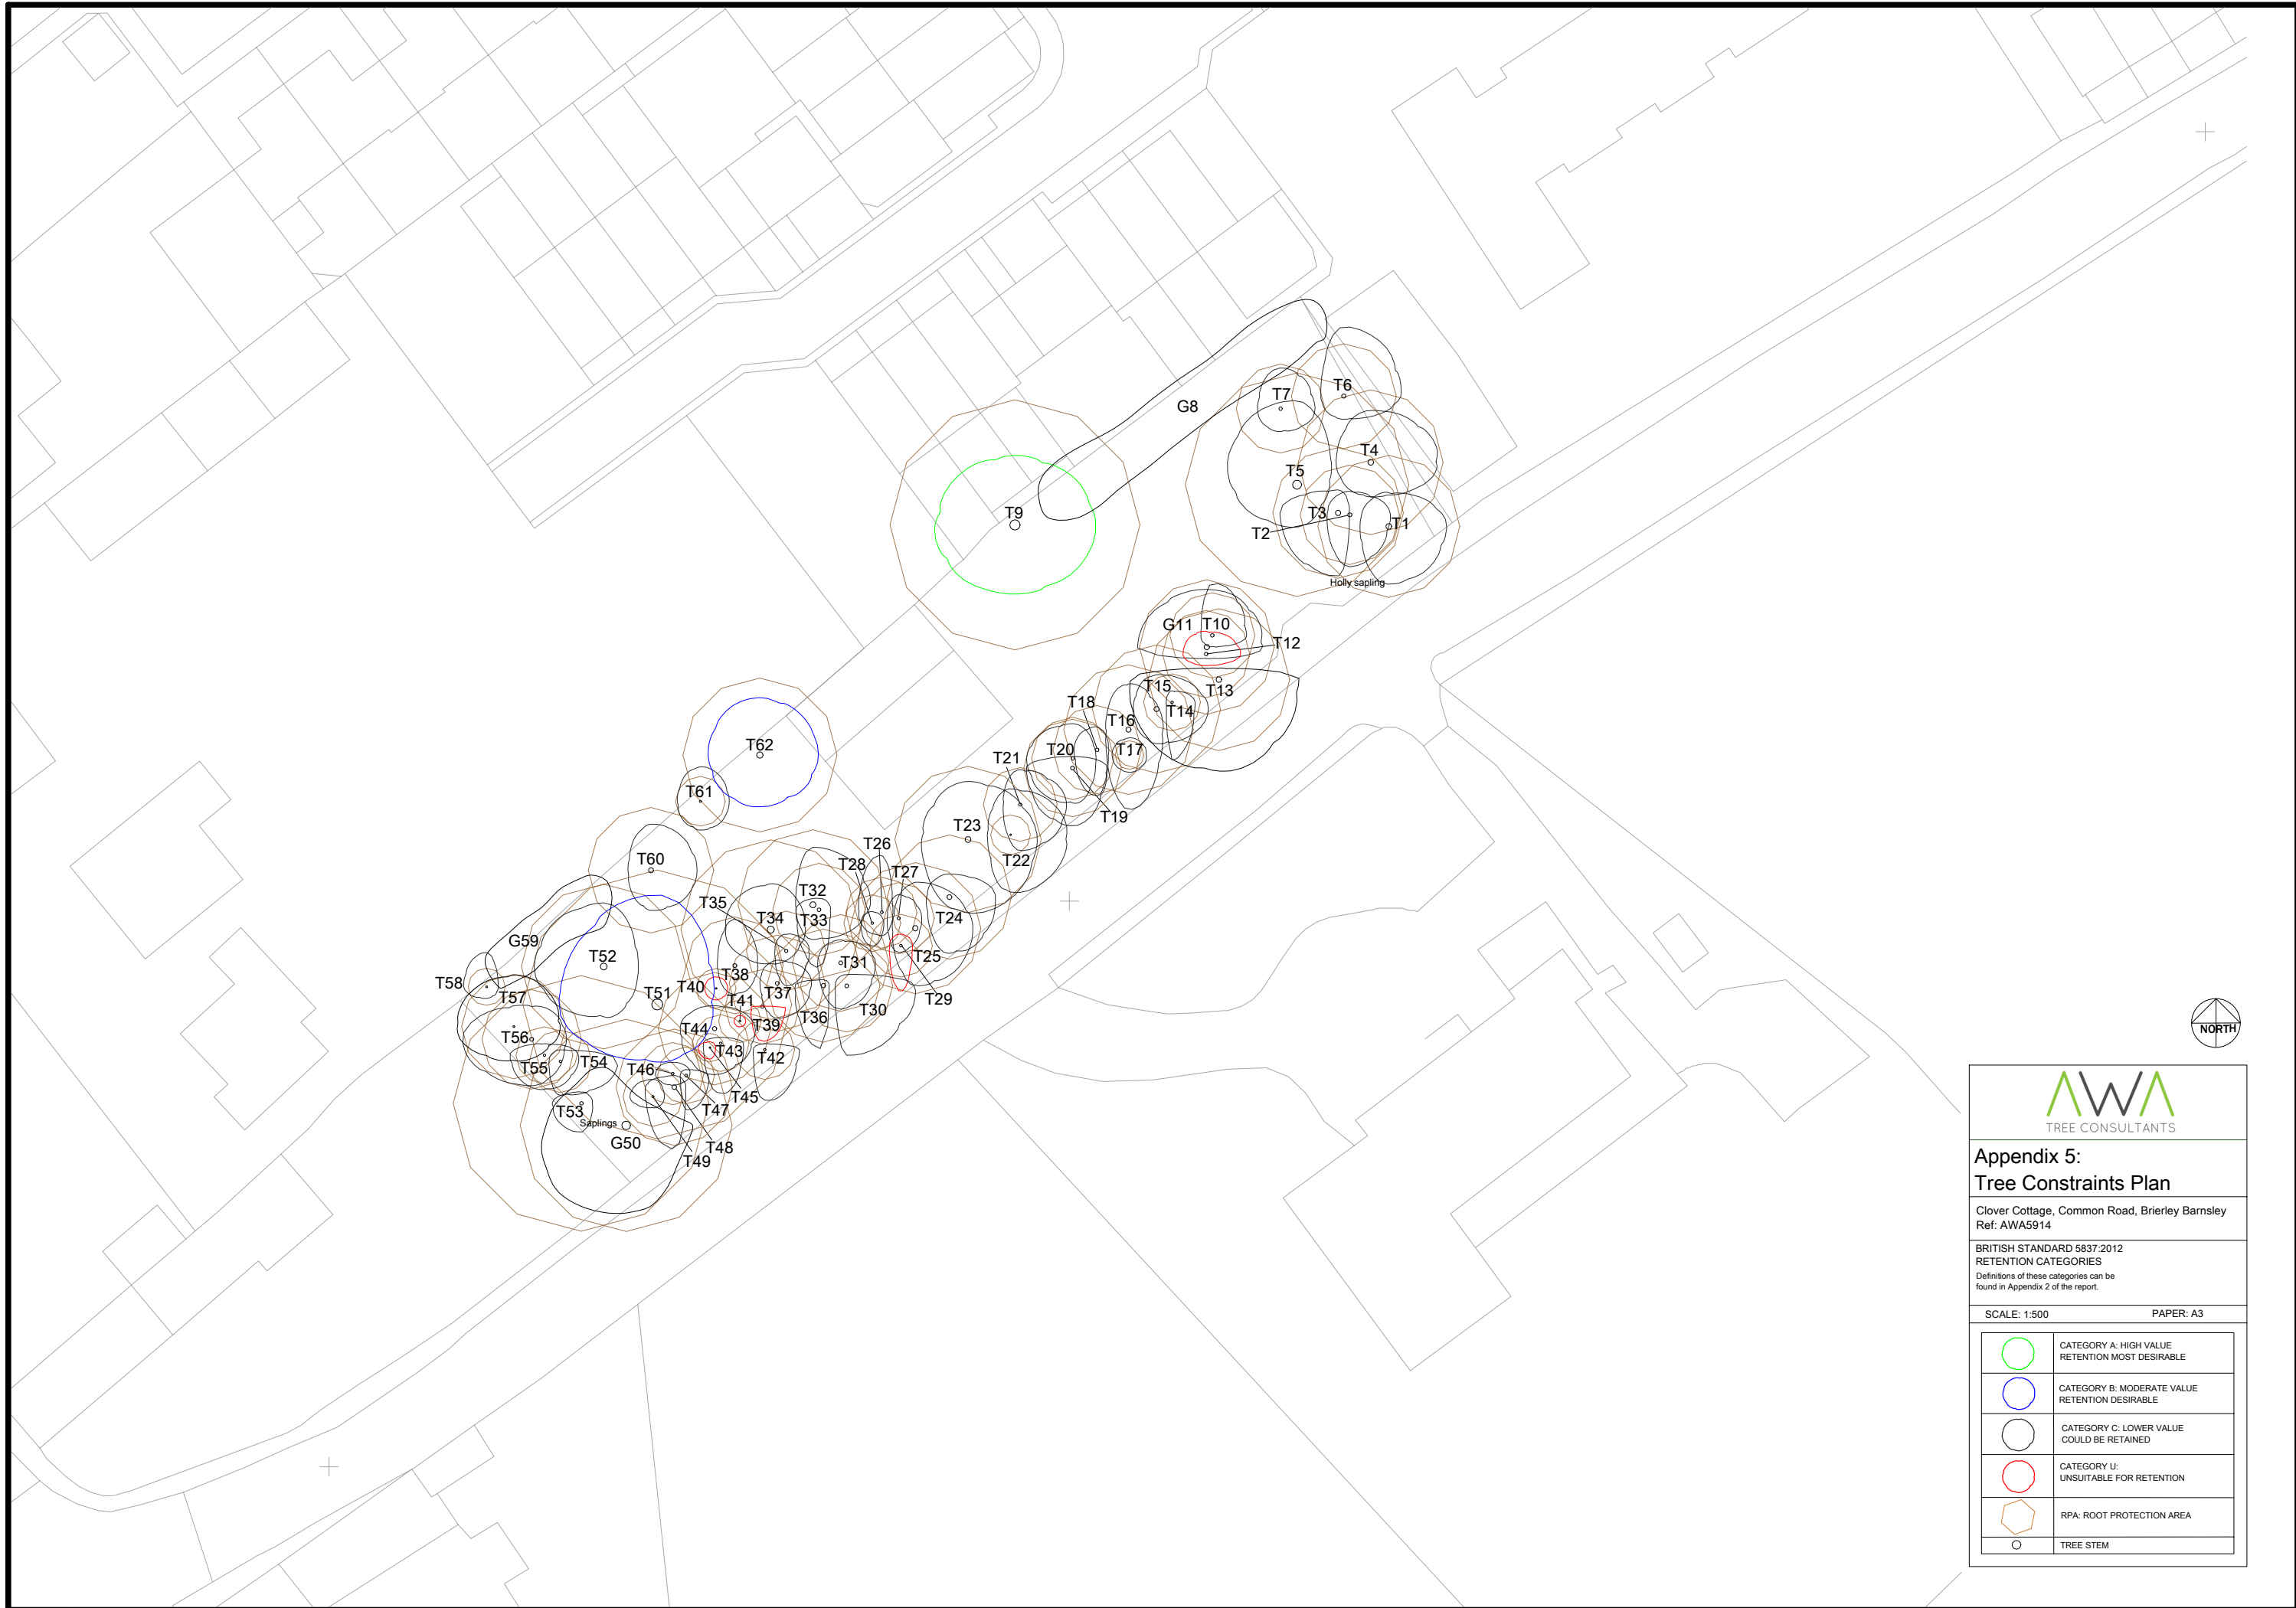 G8
T7
T6
T4
T5
T9
T3
T1
T2
Holly sapling
G11
T10
T12
T15
T13
T18
T14
T16
T62
T20
T17
T21
T61
T19
T23
T26
T22
T60
T28
T27
T32
T35
T34
T33
T24
G59
T52
T25
T31
T58
T38
T40
T37
T57
T51
T41
T29
T36
T30
T39
T44
T56
T43
T54
T42
T55
T46
T45
T47
T53
Saplings
G50
T48
T49
NORTH
AWA
TREE CONSULTANTS
Appendix 5:
Tree Constraints Plan
Clover Cottage, Common Road, Brierley Barnsley
Ref: AWA5914
BRITISH STANDARD 5837:2012
RETENTION CATEGORIES
Definitions of these categories can be
found in Appendix 2 of the report.
SCALE: 1:500 PAPER: A3
CATEGORY A: HIGH VALUE
RETENTION MOST DESIRABLE
CATEGORY B: MODERATE VALUE
RETENTION DESIRABLE
CATEGORY C: LOWER VALUE
COULD BE RETAINED
CATEGORY U:
UNSUITABLE FOR RETENTION
RPA: ROOT PROTECTION AREA
TREE STEM